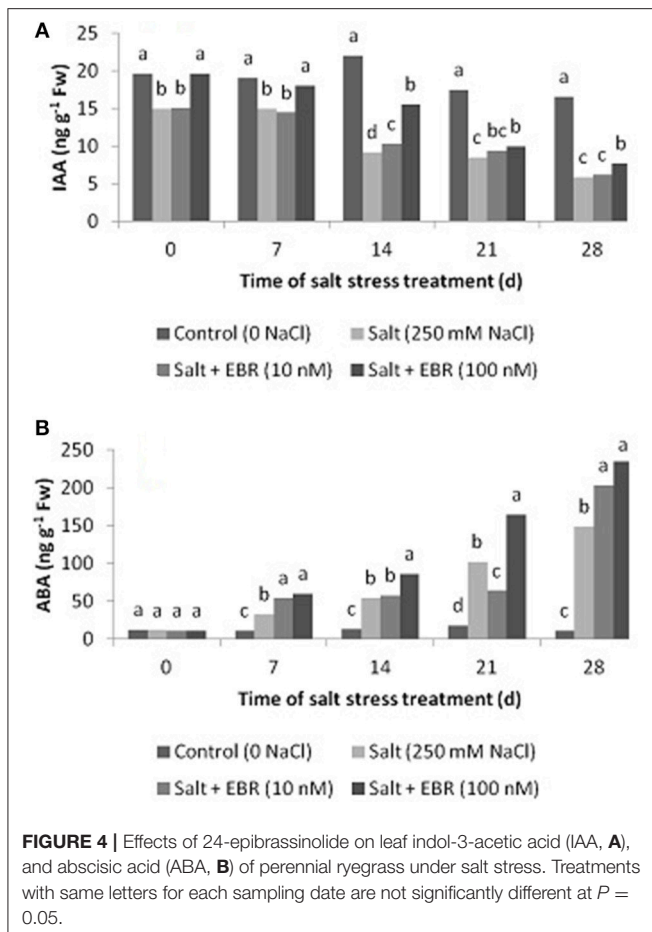 A
a b b a a b b a a d c b a c bc b a c c b
25
20
15
10
5
0
IAA (ng g⁻¹ Fw)
0 7 14 21 28
Time of salt stress treatment (d)
Control (0 NaCl) Salt (250 mM NaCl)
Salt + EBR (10 nM) Salt + EBR (100 nM)
B
a a a a c b a a c b b a d b c a c b a a
250
200
150
100
50
0
ABA (ng g⁻¹ Fw)
0 7 14 21 28
Time of salt stress treatment (d)
Control (0 NaCl) Salt (250 mM NaCl)
Salt + EBR (10 nM) Salt + EBR (100 nM)
FIGURE 4 | Effects of 24-epibrassinolide on leaf indol-3-acetic acid (IAA, A),
and abscisic acid (ABA, B) of perennial ryegrass under salt stress. Treatments
with same letters for each sampling date are not significantly different at P =
0.05.